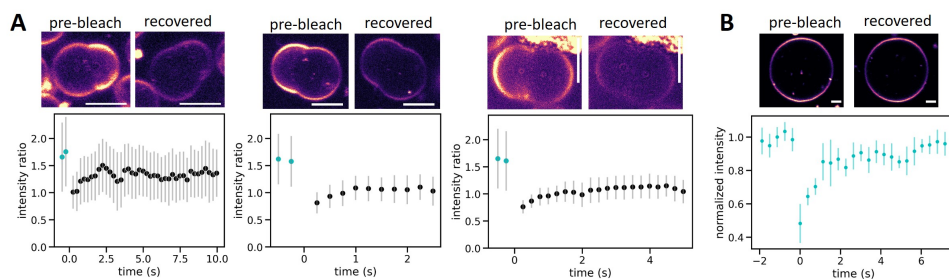 A
pre-bleach recovered
pre-bleach recovered
pre-bleach recovered
B
pre-bleach recovered
intensity ratio
2.0
1.5
1.0
0.5
0.0
0.0 2.5 5.0 7.5 10.0
time (s)
intensity ratio
2.0
1.5
1.0
0.5
0.0
0 1 2
time (s)
intensity ratio
2.0
1.5
1.0
0.5
0.0
0 2 4
time (s)
normalized intensity
1.0
0.8
0.6
0.4
−2 0 2 4 6
time (s)